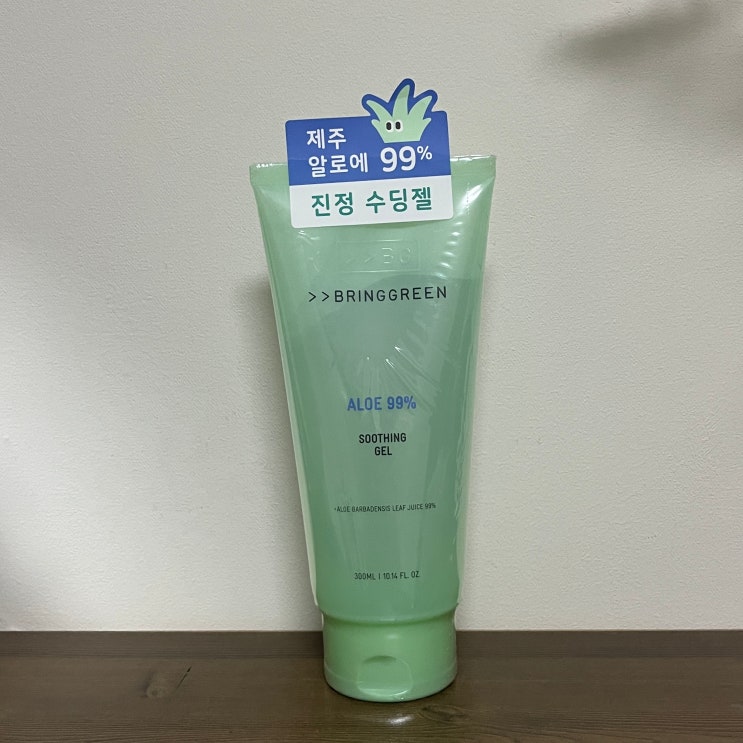 제주
알로에 99%
진정 수딩젤
>>BG
>>BRINGGREEN
ALOE 99%
SOOTHING
GEL
*ALOE BARBADENSIS LEAF JUICE 99%
300ML I 10.14 FL. OZ.